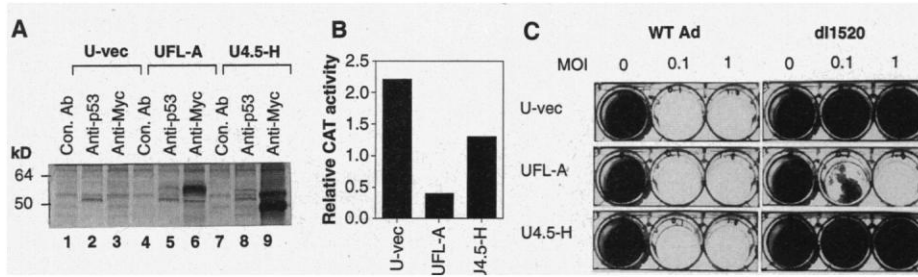 A
U-vec UFL-A U4.5-H
Con. Ab Anti-p53 Anti-Myc Con. Ab Anti-p53 Anti-Myc Con. Ab Anti-p53 Anti-Myc
kD
64
50
1 2 3 4 5 6 7 8 9
B
Relative CAT activity
2.5
2.0
1.5
1.0
0.5
0.0
U-vec
UFL-A
U4.5-H
C
WT Ad dl1520
MOI 0 0.1 1 0 0.1 1
U-vec
UFL-A
U4.5-H